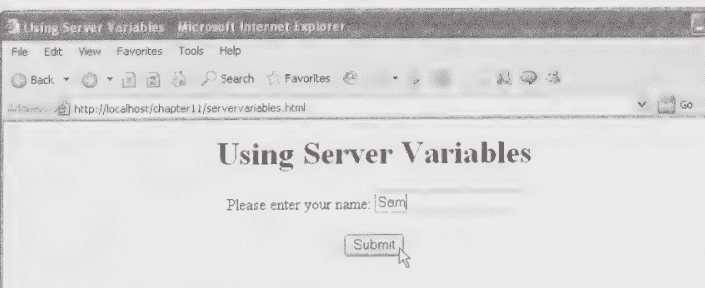 Using Server Variables - Microsoft Internet Explorer
File Edit View Favorites Tools Help
Back Search Favorites
Address http://localhost/chapter11/servervariables.html Go
Using Server Variables
Please enter your name: Sam
Submit